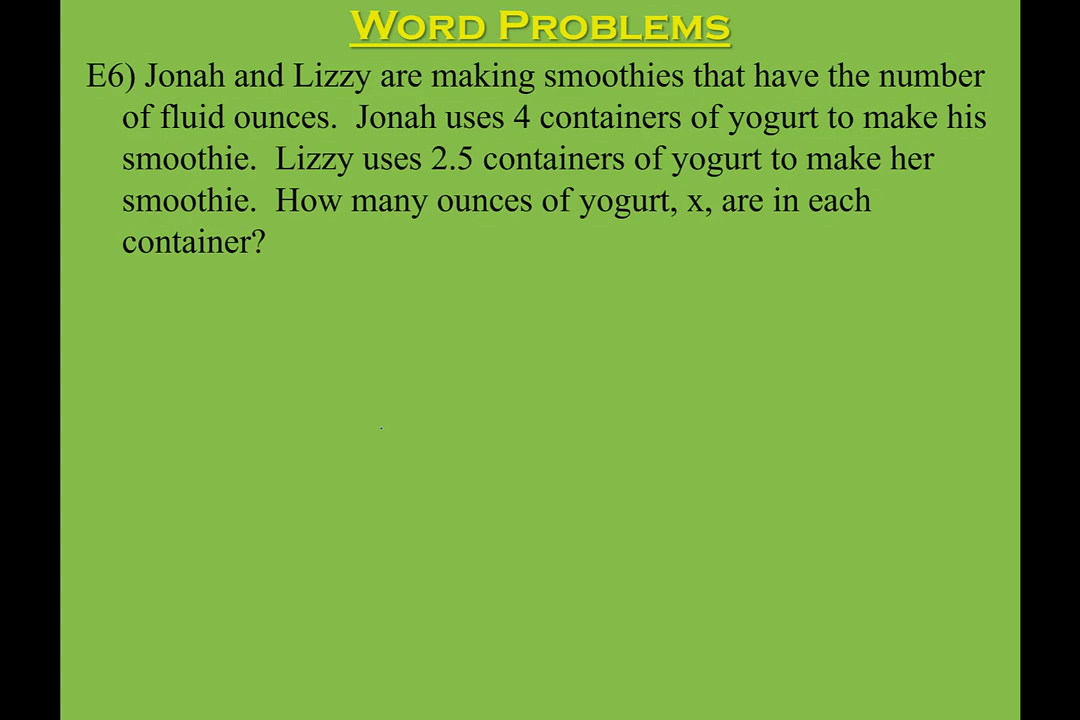 WORD PROBLEMS
E6) Jonah and Lizzy are making smoothies that have the number
of fluid ounces. Jonah uses 4 containers of yogurt to make his
smoothie. Lizzy uses 2.5 containers of yogurt to make her
smoothie. How many ounces of yogurt, x, are in each
container?